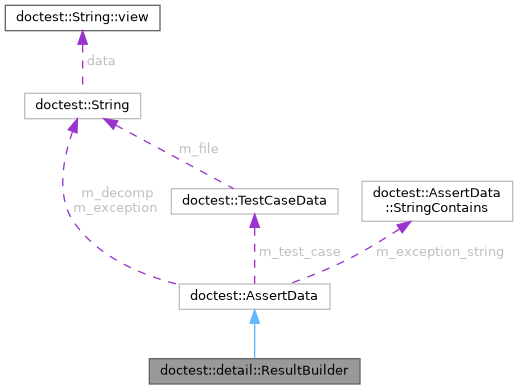 doctest::String::view
data
doctest::String
m_file
m_decomp
m_exception
doctest::TestCaseData
doctest::AssertData
::StringContains
m_test_case
m_exception_string
doctest::AssertData
doctest::detail::ResultBuilder